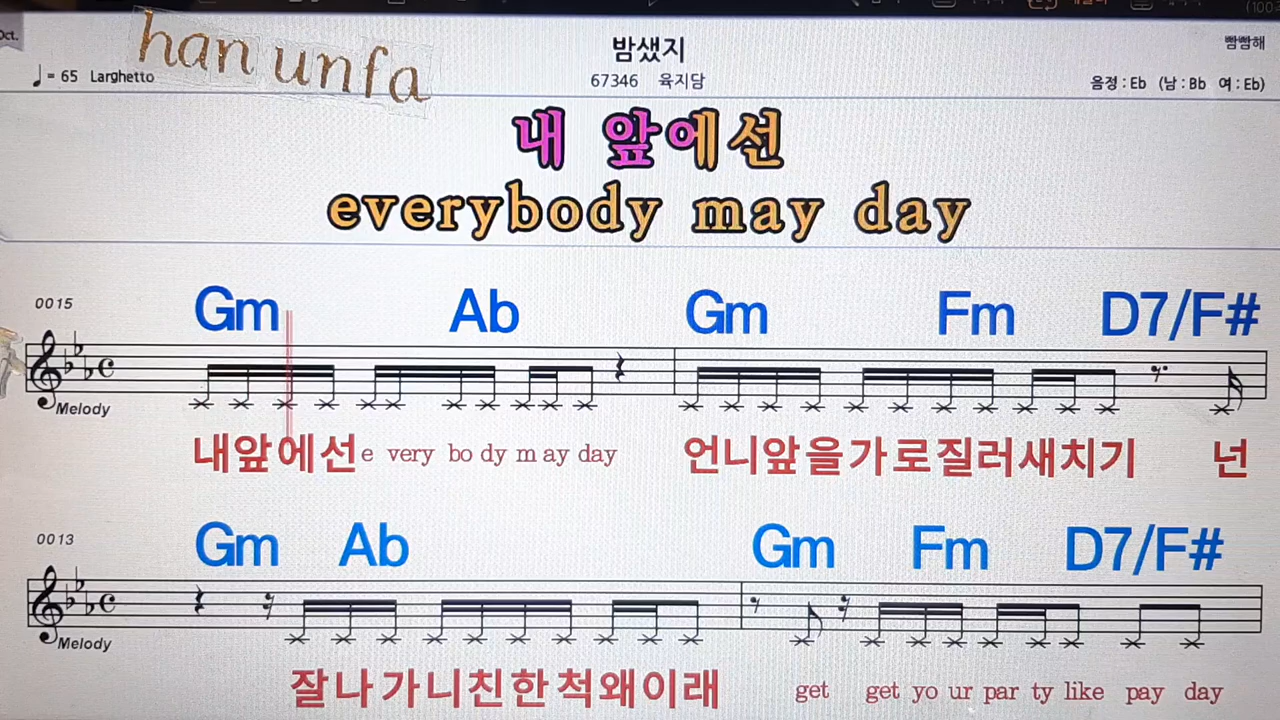 Oct.
han unfa
밤샜지
빵빵해
♩= 65 Larghetto
67346 육지담
음정 : Eb (남 : Bb 여 : Eb)
내 앞에선
everybody may day
0015
Gm Ab Gm Fm D7/F#
Melody
내앞에선e very bo dy m ay day 언니앞을가로질러새치기 넌
0013
Gm Ab Gm Fm D7/F#
Melody
잘나가니친한척왜이래 get get yo ur par ty like pay day